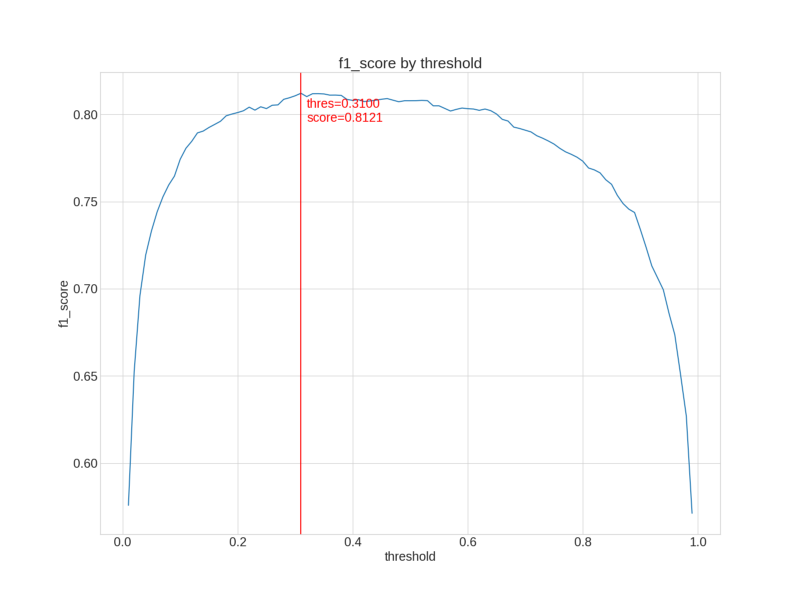 f1_score by threshold
0.80
thres=0.3100
score=0.8121
0.75
0.70
f1_score
0.65
0.60
0.0 0.2 0.4 0.6 0.8 1.0
threshold